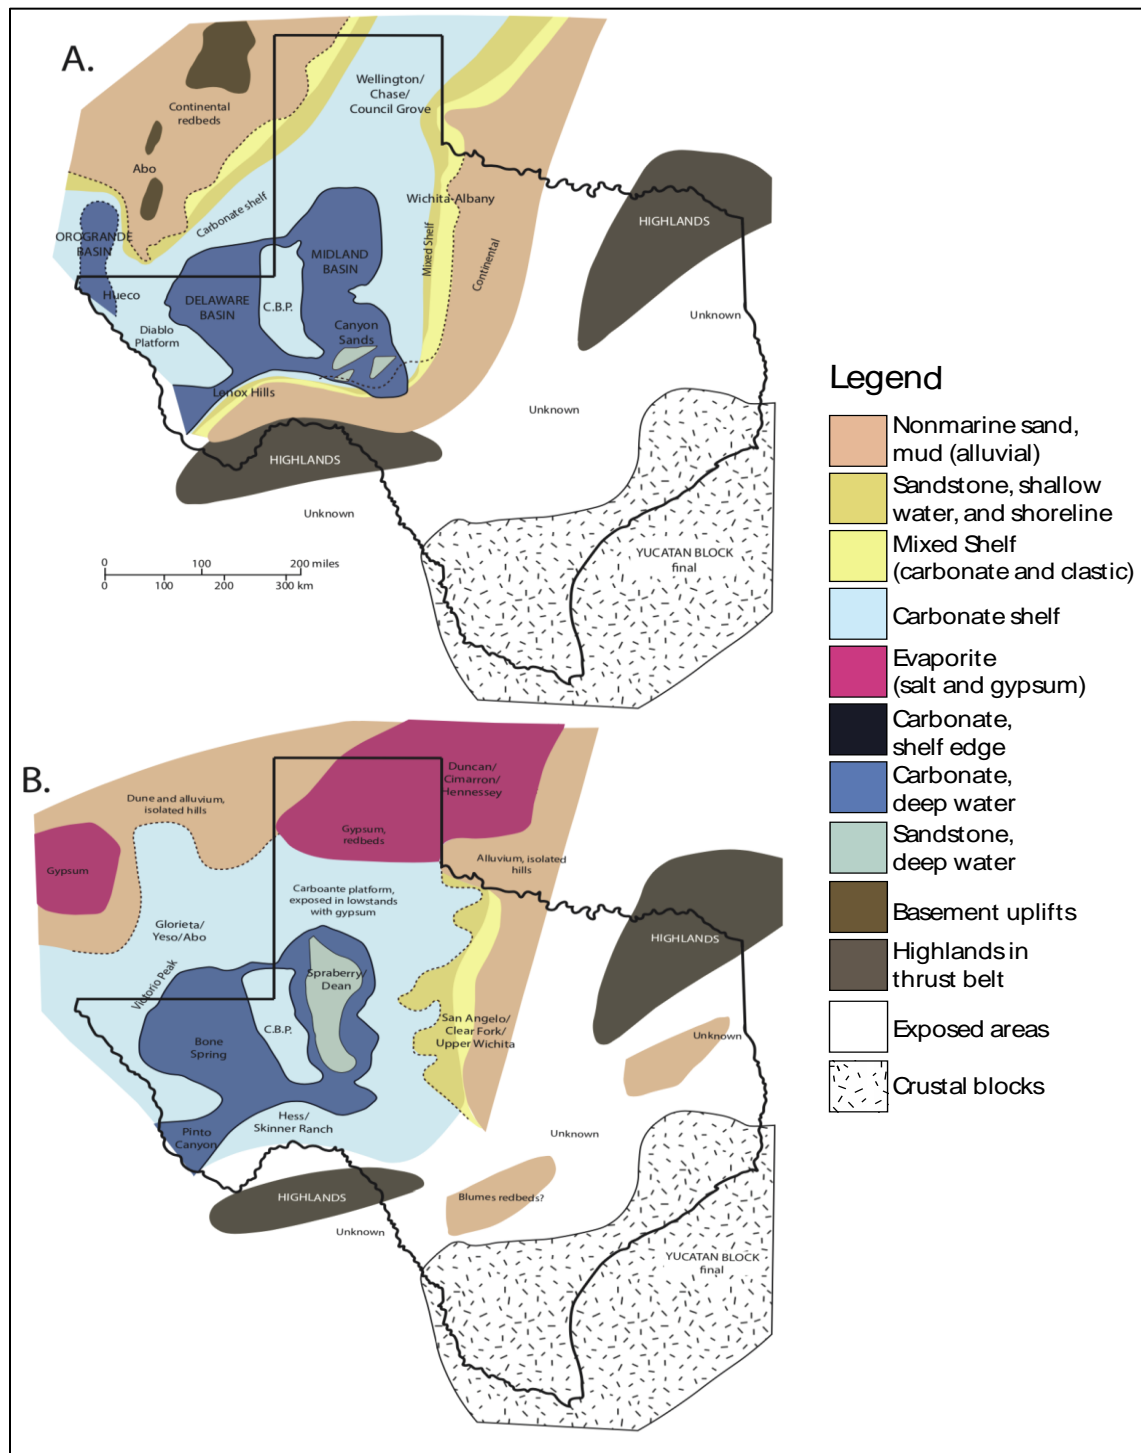 A.
Wellington/
Chase/
Council Grove
Continental
redbeds
Abo
Wichita-Albany
Carbonate shelf
Mixed Shelf
Continental
HIGHLANDS
OROGRANDE
BASIN
MIDLAND
BASIN
Hueco
DELAWARE
BASIN
C.B.P.
Unknown
Diablo
Platform
Canyon
Sands
Lenox Hills
Unknown
HIGHLANDS
Unknown
YUCATAN BLOCK
final
0 100 200 miles
0 100 200 300 km
Legend
Nonmarine sand,
mud (alluvial)
Sandstone, shallow
water, and shoreline
Mixed Shelf
(carbonate and clastic)
Carbonate shelf
Evaporite
(salt and gypsum)
Carbonate,
shelf edge
Carbonate,
deep water
Sandstone,
deep water
Basement uplifts
Highlands in
thrust belt
Exposed areas
Crustal blocks
B.
Duncan/
Cimarron/
Hennessey
Dune and alluvium,
isolated hills
Gypsum,
redbeds
Gypsum
Alluvium, isolated
hills
Carboante platform,
exposed in lowstands
with gypsum
Glorieta/
Yeso/Abo
HIGHLANDS
Victorio Peak
Spraberry/
Dean
C.B.P.
San Angelo/
Clear Fork/
Upper Wichita
Bone
Spring
Unknown
Hess/
Skinner Ranch
Pinto
Canyon
Unknown
HIGHLANDS
Blumes redbeds?
Unknown
YUCATAN BLOCK
final